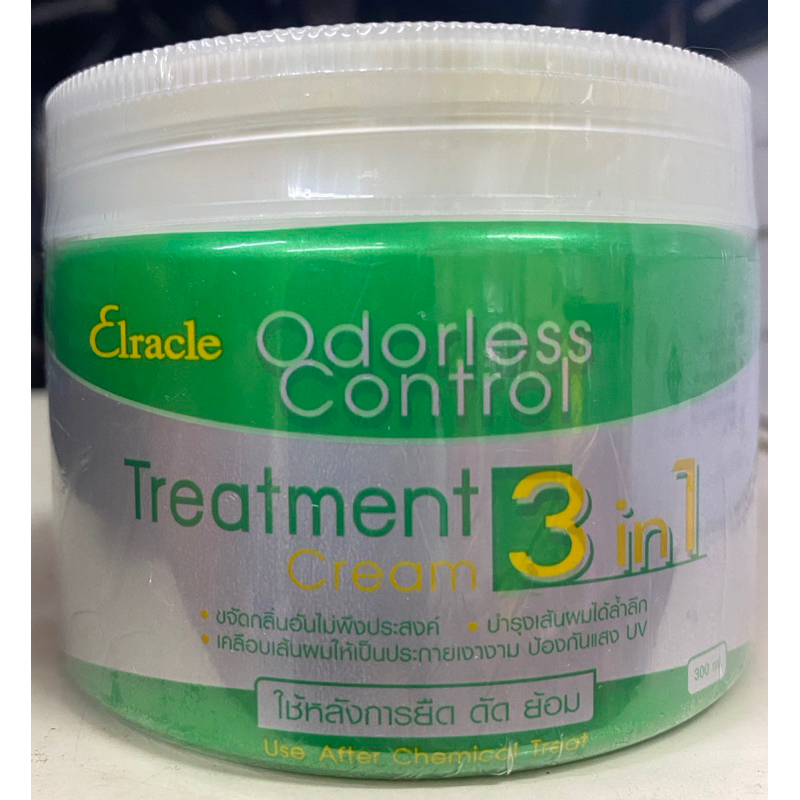 Elracle Odorless
Control
Treatment 3 in 1
Cream
• ขจัดกลิ่นอันไม่พึงประสงค์ • บำรุงเส้นผมได้ล้ำลึก
• เคลือบเส้นผมให้เป็นประกายเงางาม ป้องกันแสง UV
300 ml
ใช้หลังการยืด ดัด ย้อม
Use After Chemical Treat